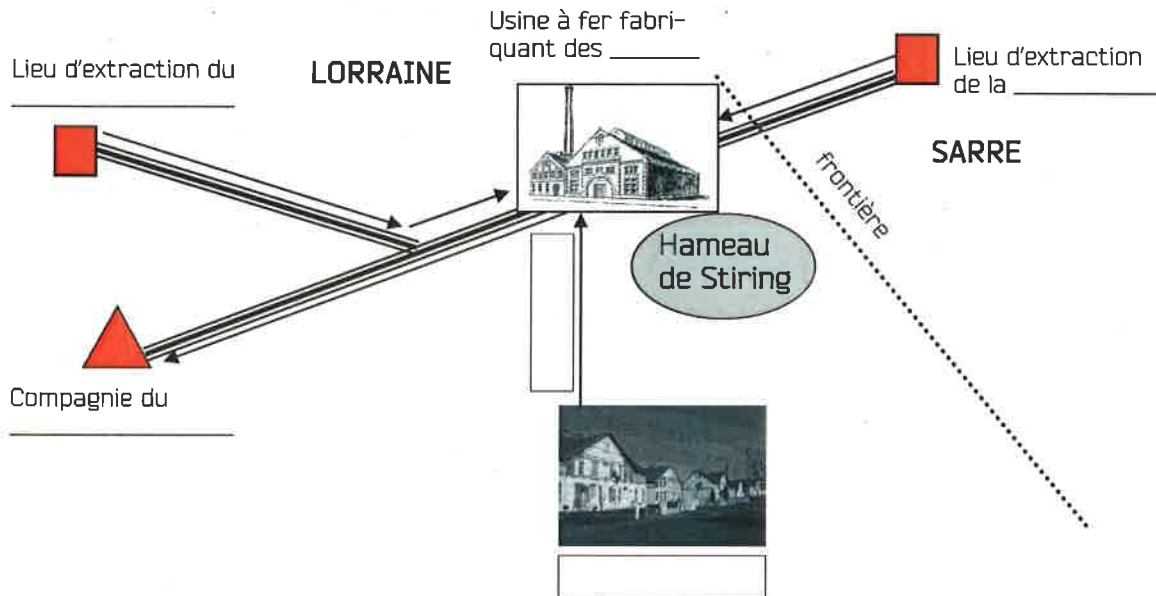 Usine à fer fabri-
quant des
Lieu d'extraction du
LORRAINE
Lieu d'extraction
de la
SARRE
frontière
Hameau
de Stiring
Compagnie du